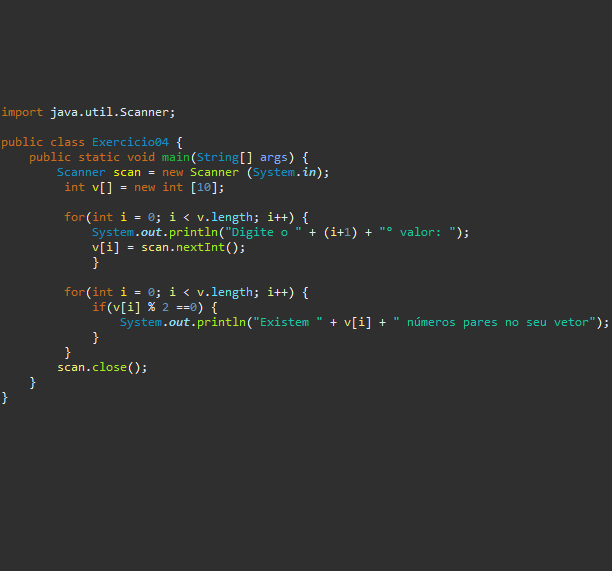 import java.util.Scanner;
public class Exercicio04 {
public static void main(String[] args) {
Scanner scan = new Scanner (System.in);
int v[] = new int [10];
for(int i = 0; i < v.length; i++) {
System.out.println("Digite o " + (i+1) + "° valor: ");
v[i] = scan.nextInt();
}
for(int i = 0; i < v.length; i++) {
if(v[i] % 2 ==0) {
System.out.println("Existem " + v[i] + " números pares no seu vetor");
}
}
scan.close();
}
}